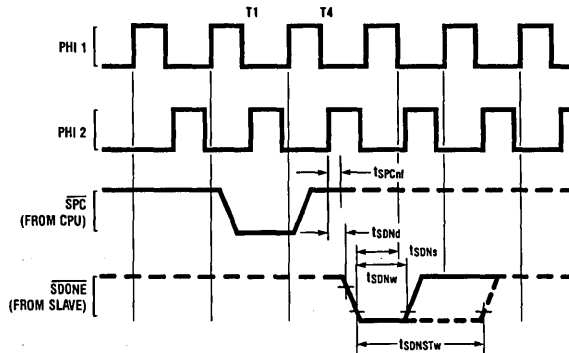 T1 T4
PHI 1
PHI 2
tSPCnf
SPC
(FROM CPU)
tSDNd
tSDNs
tSDNw
SDONE
(FROM SLAVE)
tSDNSTw